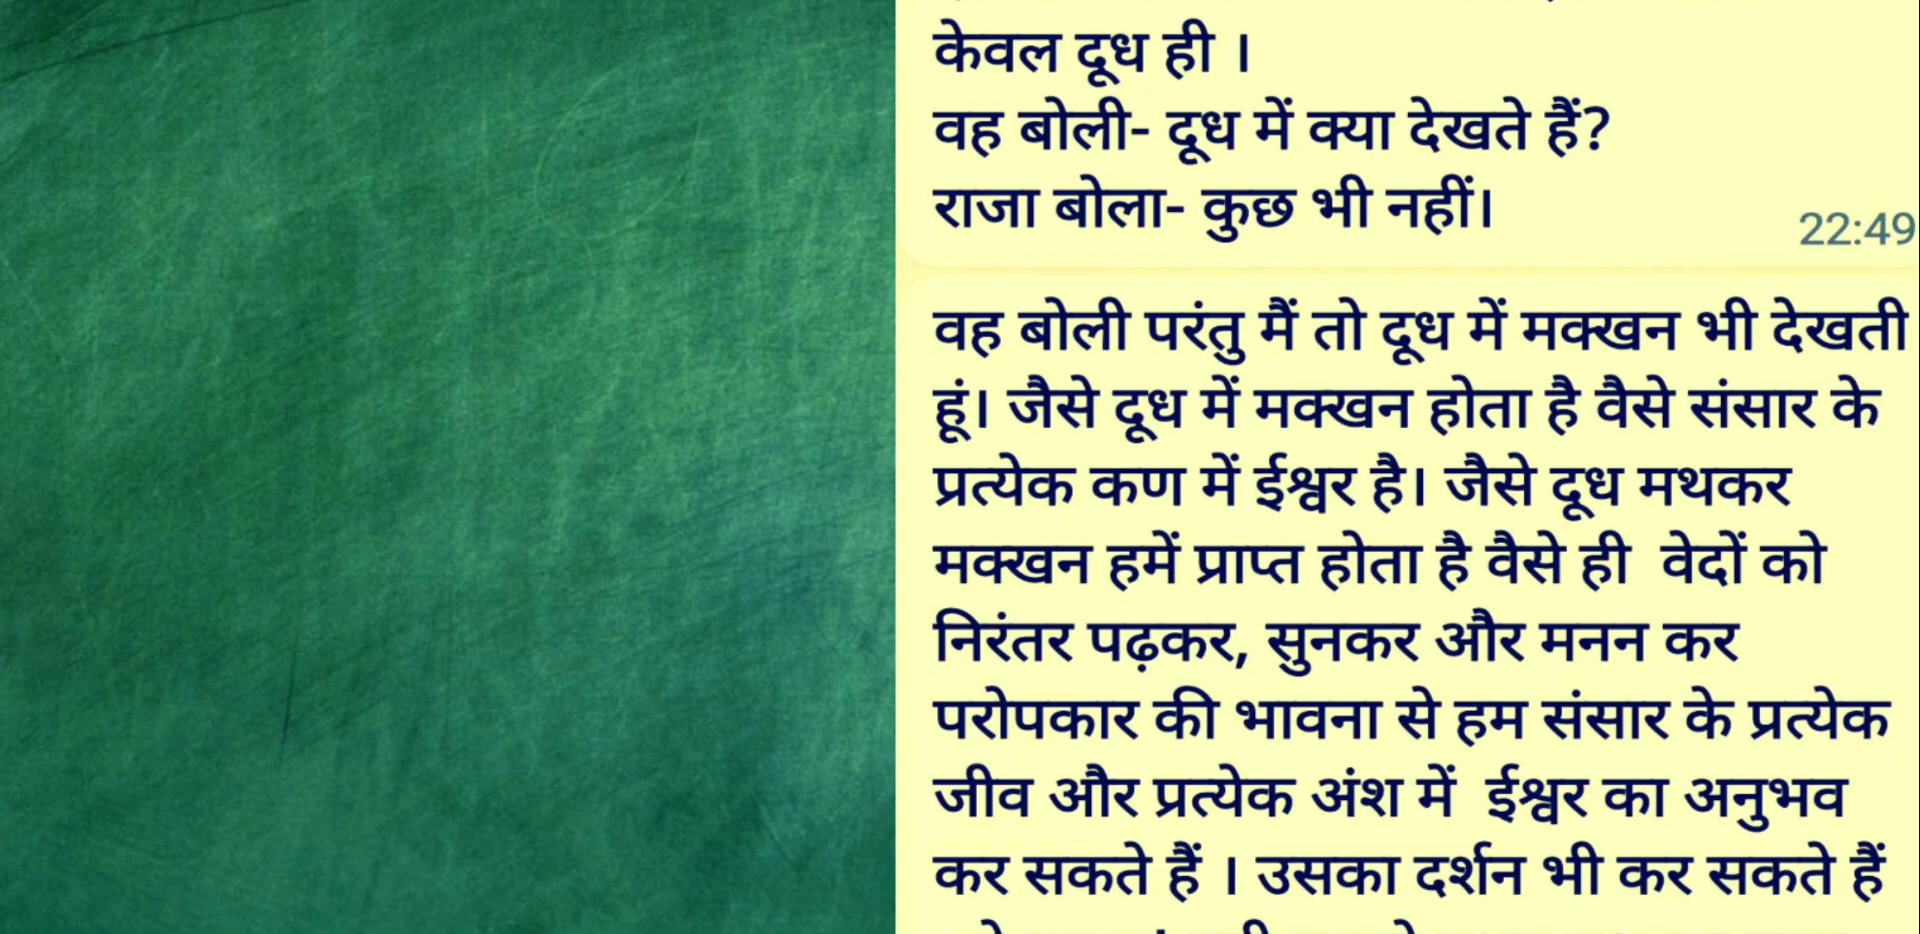 केवल दूध ही ।
वह बोली- दूध में क्या देखते हैं?
राजा बोला- कुछ भी नहीं।
22:49
वह बोली परंतु मैं तो दूध में मक्खन भी देखती
हूं। जैसे दूध में मक्खन होता है वैसे संसार के
प्रत्येक कण में ईश्वर है। जैसे दूध मथकर
मक्खन हमें प्राप्त होता है वैसे ही  वेदों को
निरंतर पढ़कर, सुनकर और मनन कर
परोपकार की भावना से हम संसार के प्रत्येक
जीव और प्रत्येक अंश में  ईश्वर का अनुभव
कर सकते हैं । उसका दर्शन भी कर सकते हैं